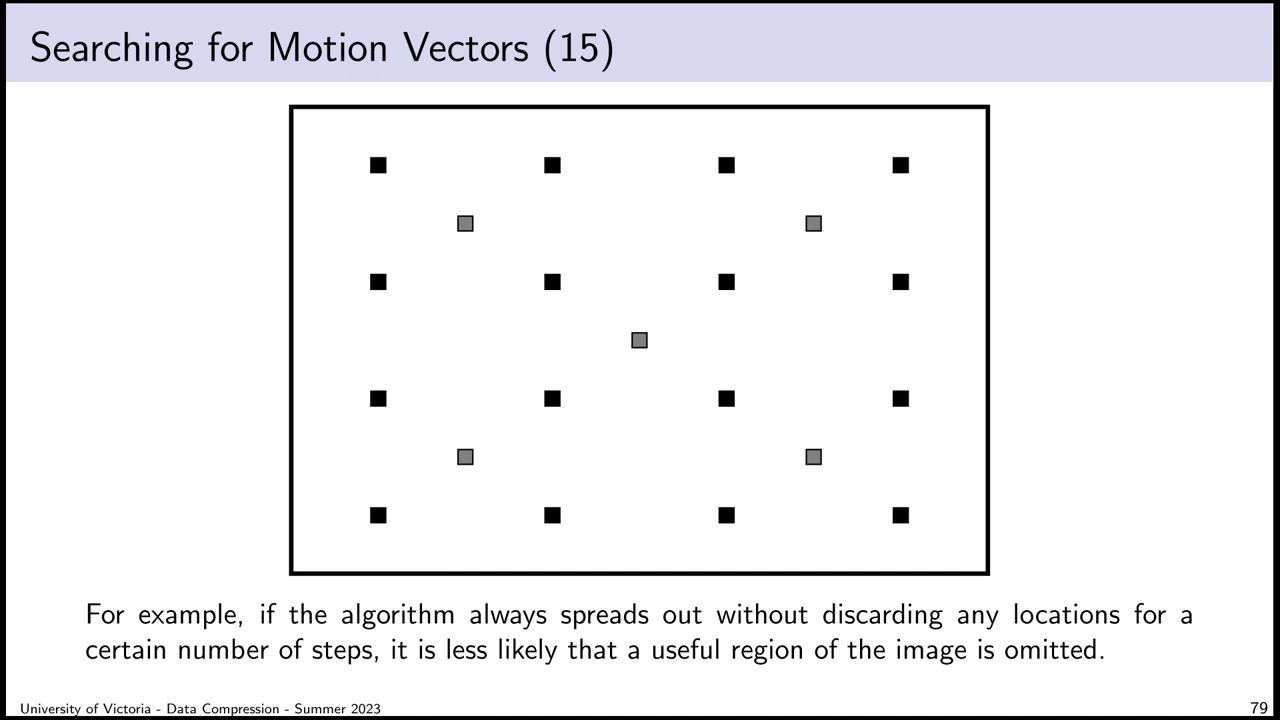 Searching for Motion Vectors (15)
For example, if the algorithm always spreads out without discarding any locations for a
certain number of steps, it is less likely that a useful region of the image is omitted.
University of Victoria - Data Compression - Summer 2023
79